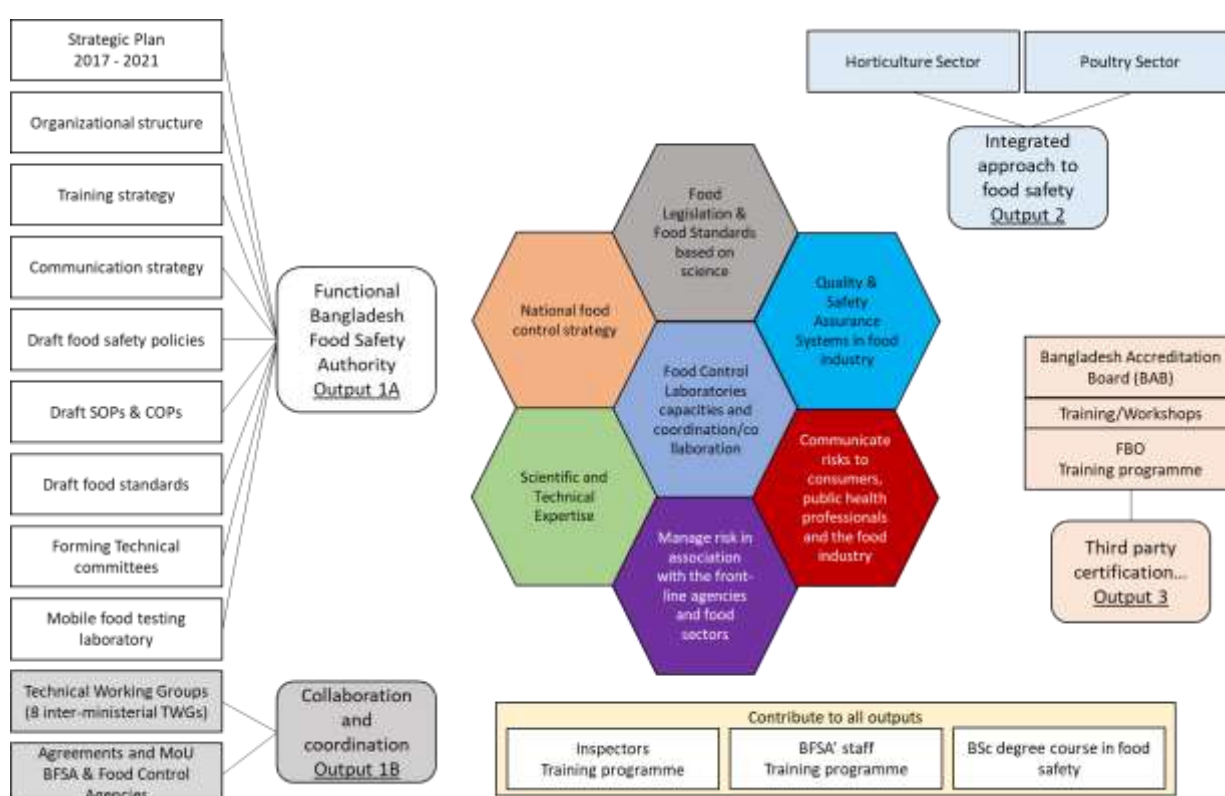 Strategic Plan
2017 - 2021
Organizational structure
Training strategy
Communication strategy
Draft food safety policies
Draft SOPs & COPs
Draft food standards
Forming Technical
committees
Mobile food testing
laboratory
Technical Working Groups
(8 inter-ministerial TWGs)
Agreements and MoU
BFSA & Food Control
Agencies
Functional
Bangladesh
Food Safety
Authority
Output 1A
Collaboration
and
coordination
Output 1B
Food
Legislation &
Food Standards
based on
science
National food
control strategy
Quality &
Safety
Assurance
Systems in food
industry
Food Control
Laboratories
capacities and
coordination/co
llaboration
Scientific and
Technical
Expertise
Communicate
risks to
consumers,
public health
professionals
and the food
industry
Manage risk in
association
with the front-
line agencies
and food
sectors
Horticulture Sector
Poultry Sector
Integrated
approach to
food safety
Output 2
Bangladesh Accreditation
Board (BAB)
Training/Workshops
FBO
Training programme
Third party
certification...
Output 3
Contribute to all outputs
Inspectors
Training programme
BFSA' staff
Training programme
BSc degree course in food
safety